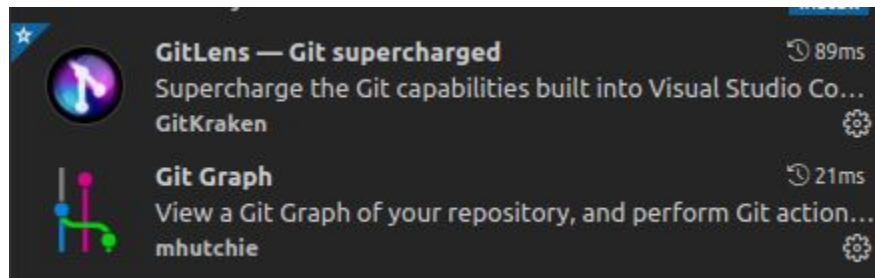 GitLens — Git supercharged
89ms
Supercharge the Git capabilities built into Visual Studio Co...
GitKraken
Git Graph
21ms
View a Git Graph of your repository, and perform Git action...
mhutchie